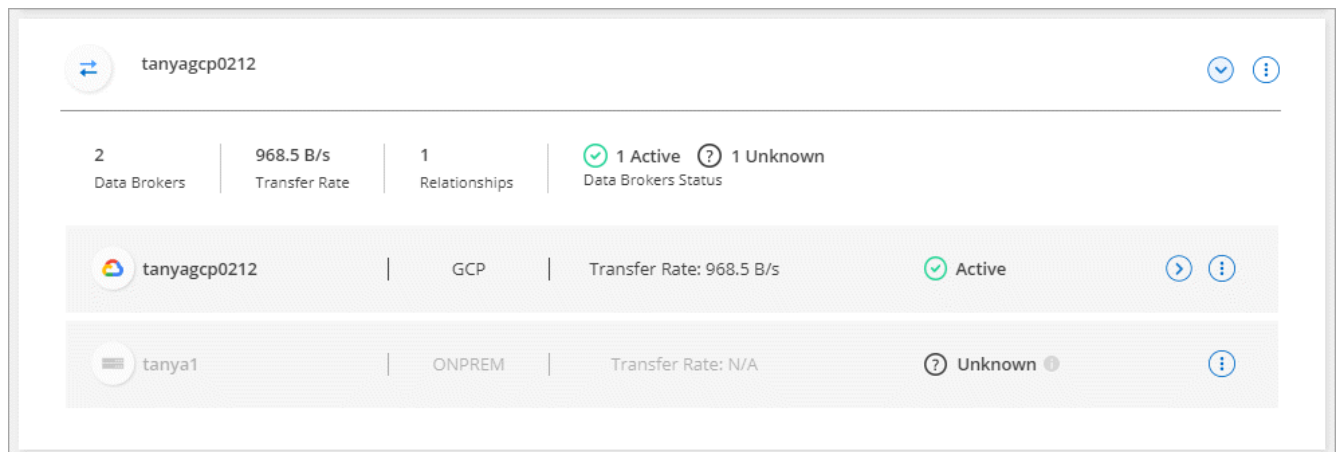 tanyagcp0212
2 968.5 B/s 1 1 Active 1 Unknown
Data Brokers Transfer Rate Relationships Data Brokers Status
tanyagcp0212 GCP Transfer Rate: 968.5 B/s Active
tanya1 ONPREM Transfer Rate: N/A Unknown